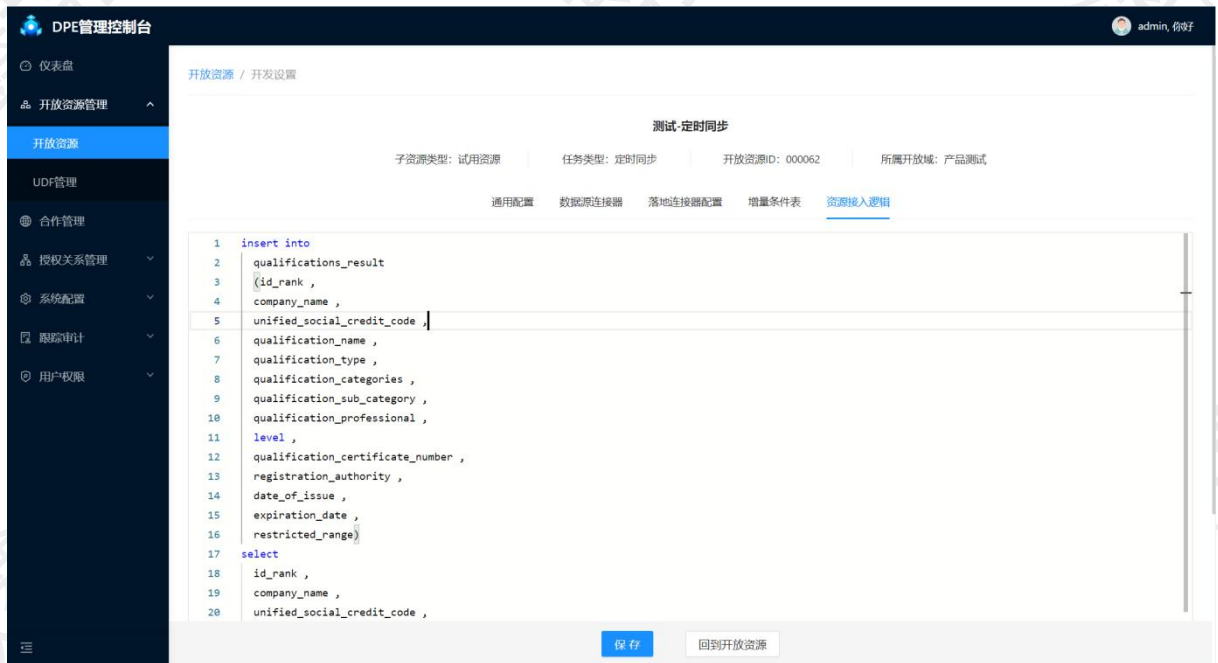 DPE管理控制台
admin, 你好
仪表盘
开放资源管理
开放资源
UDF管理
合作管理
授权关系管理
系统配置
跟踪审计
用户权限
开放资源 / 开发设置
测试-定时同步
子资源类型：试用资源 任务类型：定时同步 开放资源ID：000062 所属开放域：产品测试
通用配置 数据源连接器 落地连接器配置 增量条件表 资源接入逻辑
1 insert into
2 qualifications_result
3 (id_rank ,
4 company_name ,
5 unified_social_credit_code ,
6 qualification_name ,
7 qualification_type ,
8 qualification_categories ,
9 qualification_sub_category ,
10 qualification_professional ,
11 level ,
12 qualification_certificate_number ,
13 registration_authority ,
14 date_of_issue ,
15 expiration_date ,
16 restricted_range)
17 select
18 id_rank ,
19 company_name ,
20 unified_social_credit_code ,
保存 回到开放资源